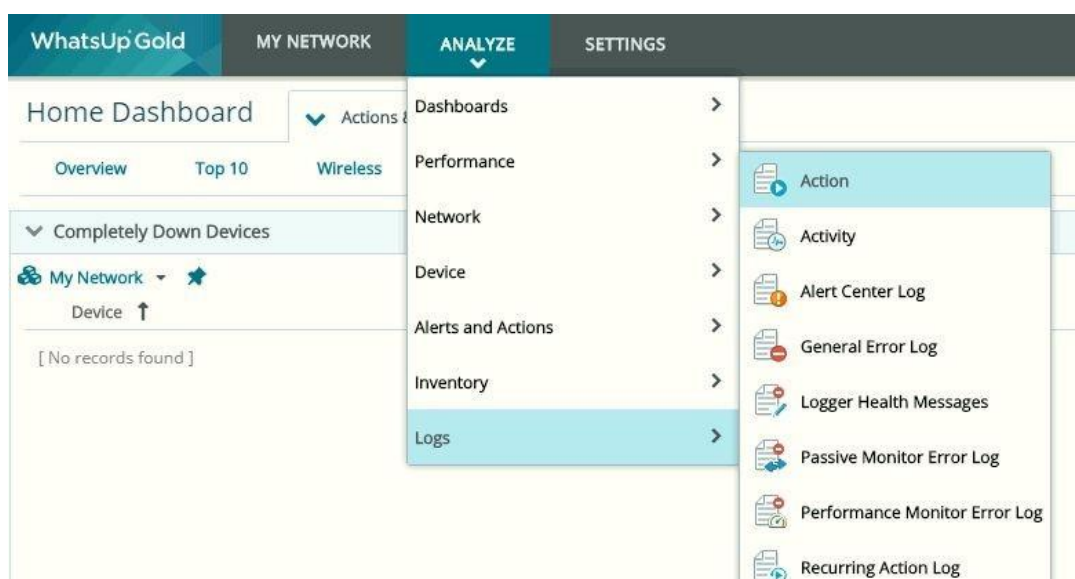 WhatsUp Gold
MY NETWORK
ANALYZE
SETTINGS
Home Dashboard
Actions
Overview
Top 10
Wireless
Completely Down Devices
My Network
Device
[ No records found ]
Dashboards
Performance
Network
Device
Alerts and Actions
Inventory
Logs
Action
Activity
Alert Center Log
General Error Log
Logger Health Messages
Passive Monitor Error Log
Performance Monitor Error Log
Recurring Action Log